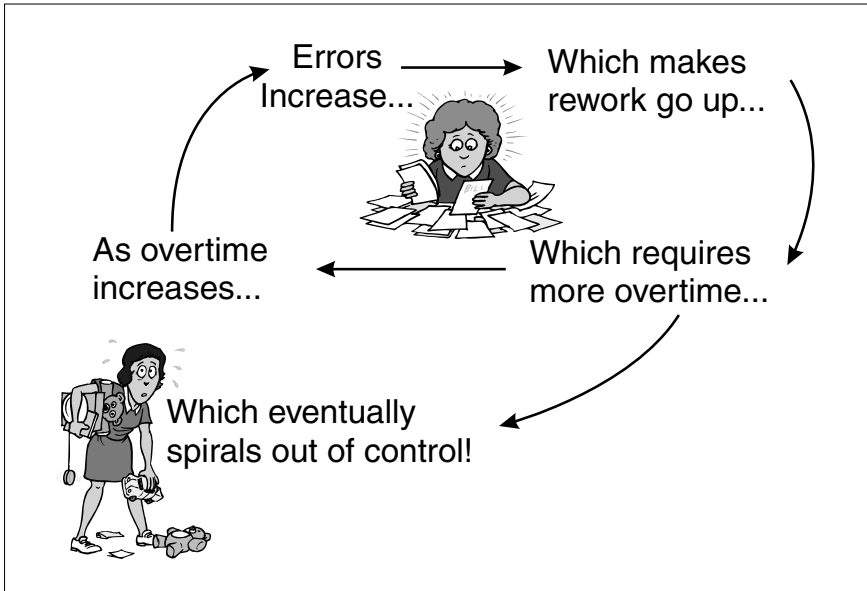 Errors
Increase...
Which makes
rework go up...
Which requires
more overtime...
As overtime
increases...
Which eventually
spirals out of control!
BILL